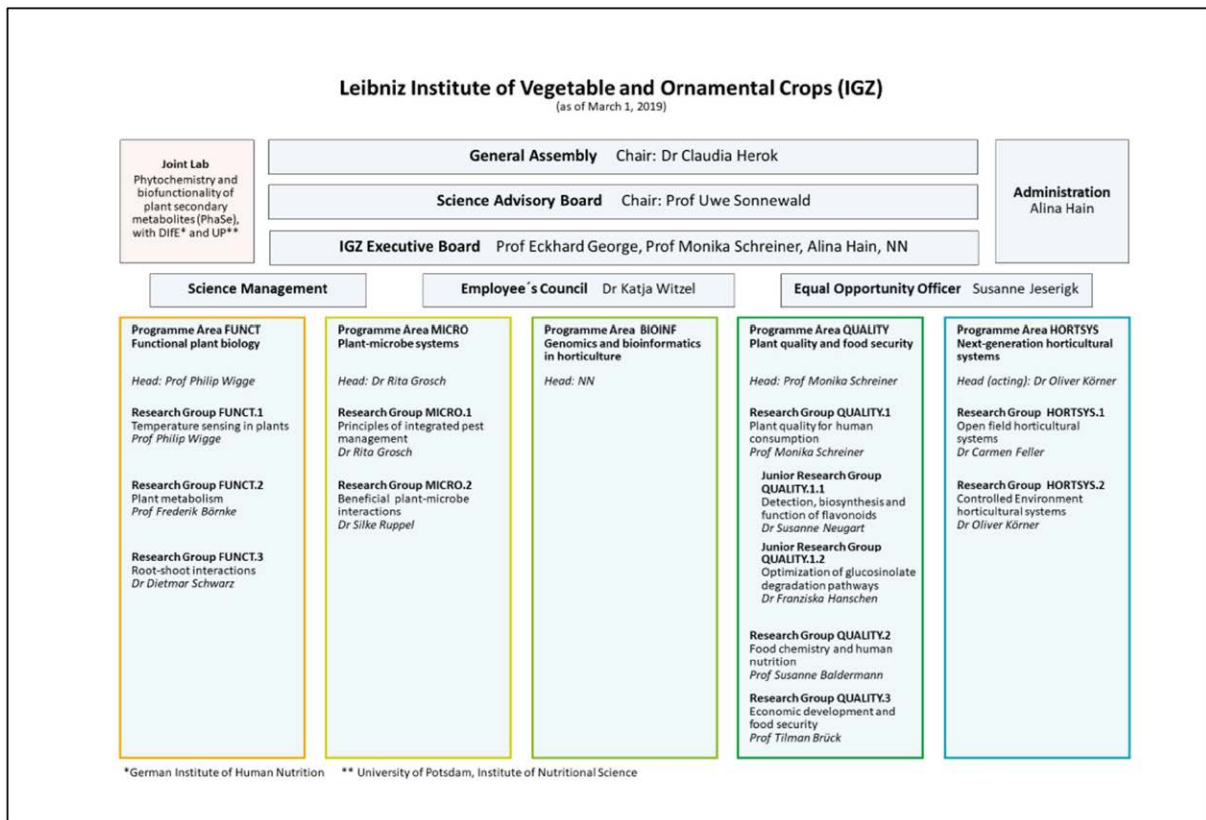 Leibniz Institute of Vegetable and Ornamental Crops (IGZ)
(as of March 1, 2019)
Joint Lab
Phytochemistry and
biofunctionality of
plant secondary
metabolites (PhaSe),
with DIfE* and UP**
General Assembly Chair: Dr Claudia Herok
Science Advisory Board Chair: Prof Uwe Sonnewald
IGZ Executive Board Prof Eckhard George, Prof Monika Schreiner, Alina Hain, NN
Administration
Alina Hain
Science Management
Employee´s Council Dr Katja Witzel
Equal Opportunity Officer Susanne Jeserigk
Programme Area FUNCT
Functional plant biology
Head: Prof Philip Wigge
Research Group FUNCT.1
Temperature sensing in plants
Prof Philip Wigge
Research Group FUNCT.2
Plant metabolism
Prof Frederik Börnke
Research Group FUNCT.3
Root-shoot interactions
Dr Dietmar Schwarz
Programme Area MICRO
Plant-microbe systems
Head: Dr Rita Grosch
Research Group MICRO.1
Principles of integrated pest
management
Dr Rita Grosch
Research Group MICRO.2
Beneficial plant-microbe
interactions
Dr Silke Ruppel
Programme Area BIOINF
Genomics and bioinformatics
in horticulture
Head: NN
Programme Area QUALITY
Plant quality and food security
Head: Prof Monika Schreiner
Research Group QUALITY.1
Plant quality for human
consumption
Prof Monika Schreiner
Junior Research Group
QUALITY.1.1
Detection, biosynthesis and
function of flavonoids
Dr Susanne Neugart
Junior Research Group
QUALITY.1.2
Optimization of glucosinolate
degradation pathways
Dr Franziska Hanschen
Research Group QUALITY.2
Food chemistry and human
nutrition
Prof Susanne Baldermann
Research Group QUALITY.3
Economic development and
food security
Prof Tilman Brück
Programme Area HORTSYS
Next-generation horticultural
systems
Head (acting): Dr Oliver Körner
Research Group HORTSYS.1
Open field horticultural
systems
Dr Carmen Feller
Research Group HORTSYS.2
Controlled Environment
horticultural systems
Dr Oliver Körner
*German Institute of Human Nutrition ** University of Potsdam, Institute of Nutritional Science